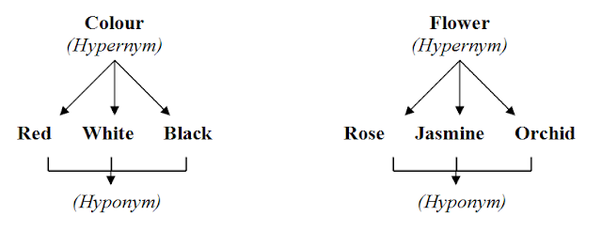 Colour
(Hypernym)
Red White Black
(Hyponym)
Flower
(Hypernym)
Rose Jasmine Orchid
(Hyponym)